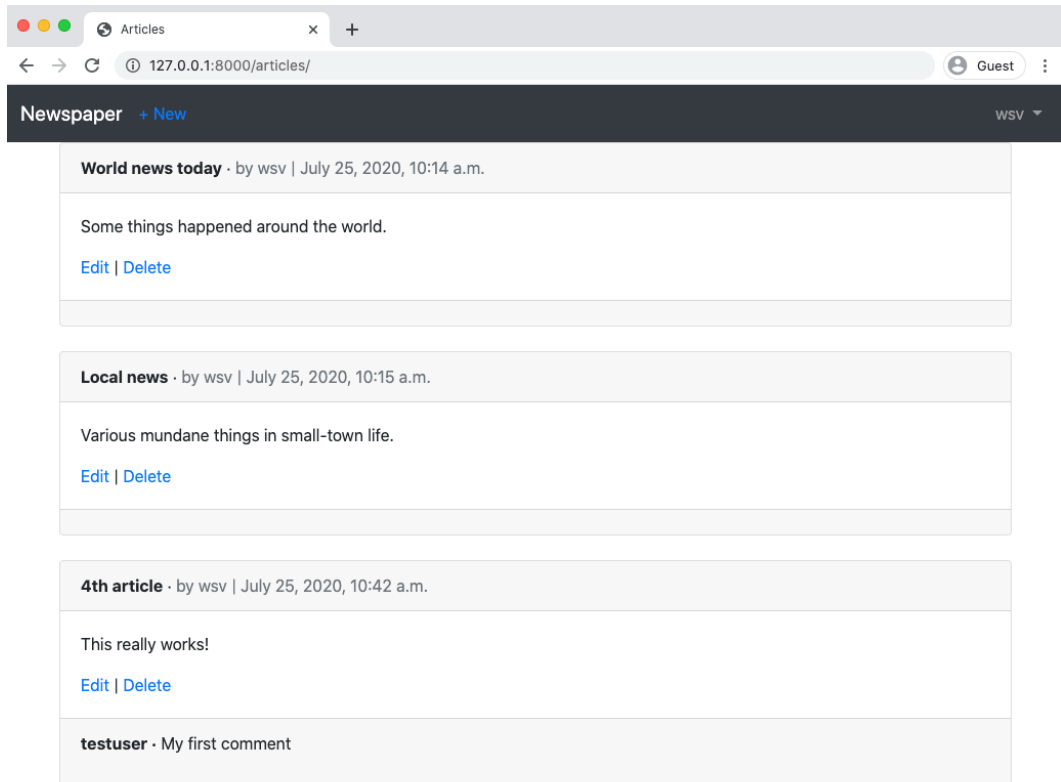 Articles
127.0.0.1:8000/articles/
Guest
Newspaper + New wsv
World news today · by wsv | July 25, 2020, 10:14 a.m.
Some things happened around the world.
Edit | Delete
Local news · by wsv | July 25, 2020, 10:15 a.m.
Various mundane things in small-town life.
Edit | Delete
4th article · by wsv | July 25, 2020, 10:42 a.m.
This really works!
Edit | Delete
testuser · My first comment